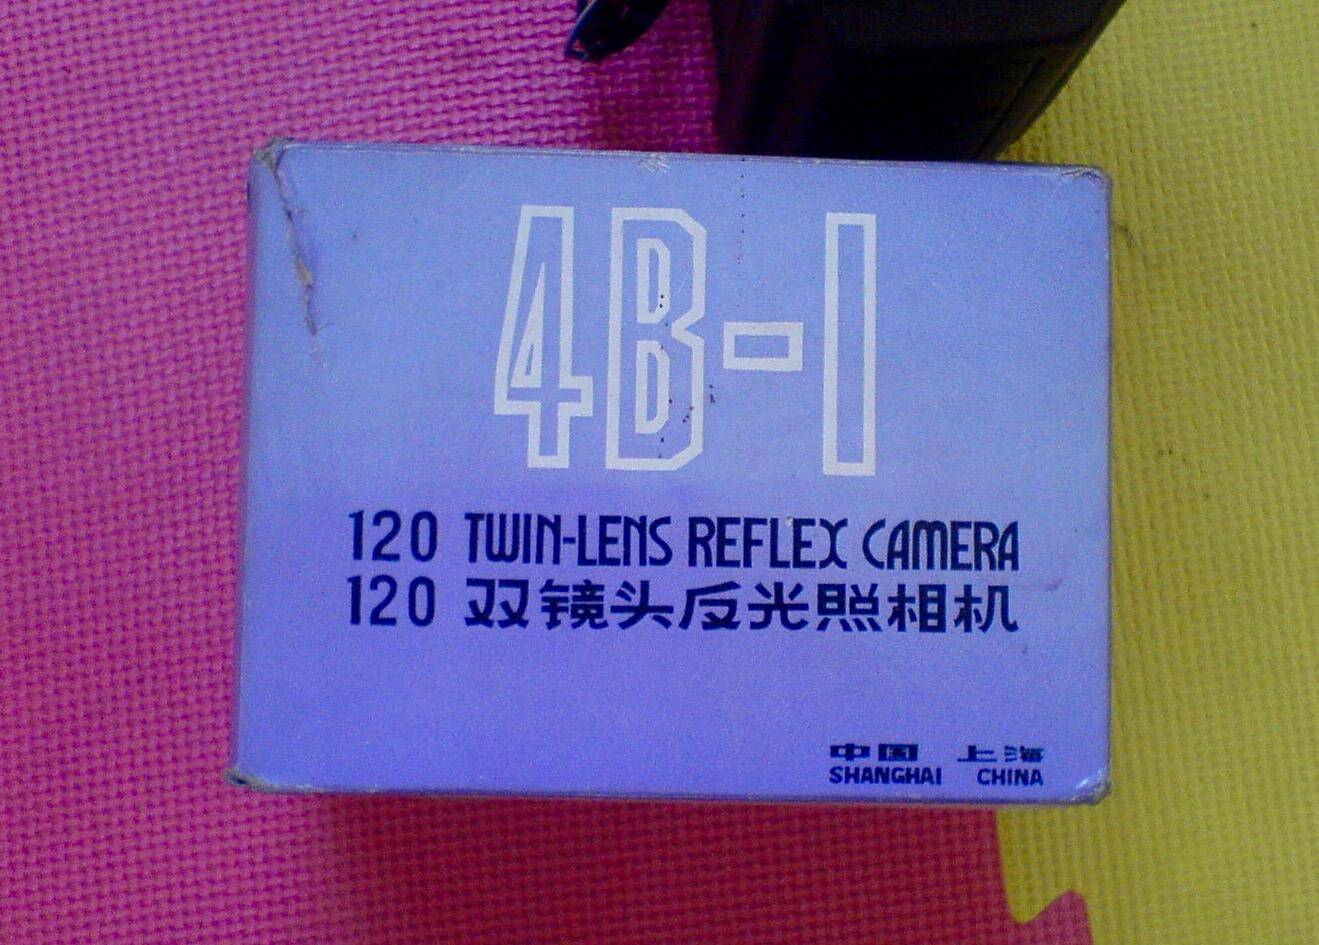 4B-1
120 TWIN-LENS REFLEX CAMERA
120 双镜头反光照相机
中国 上海
SHANGHAI CHINA